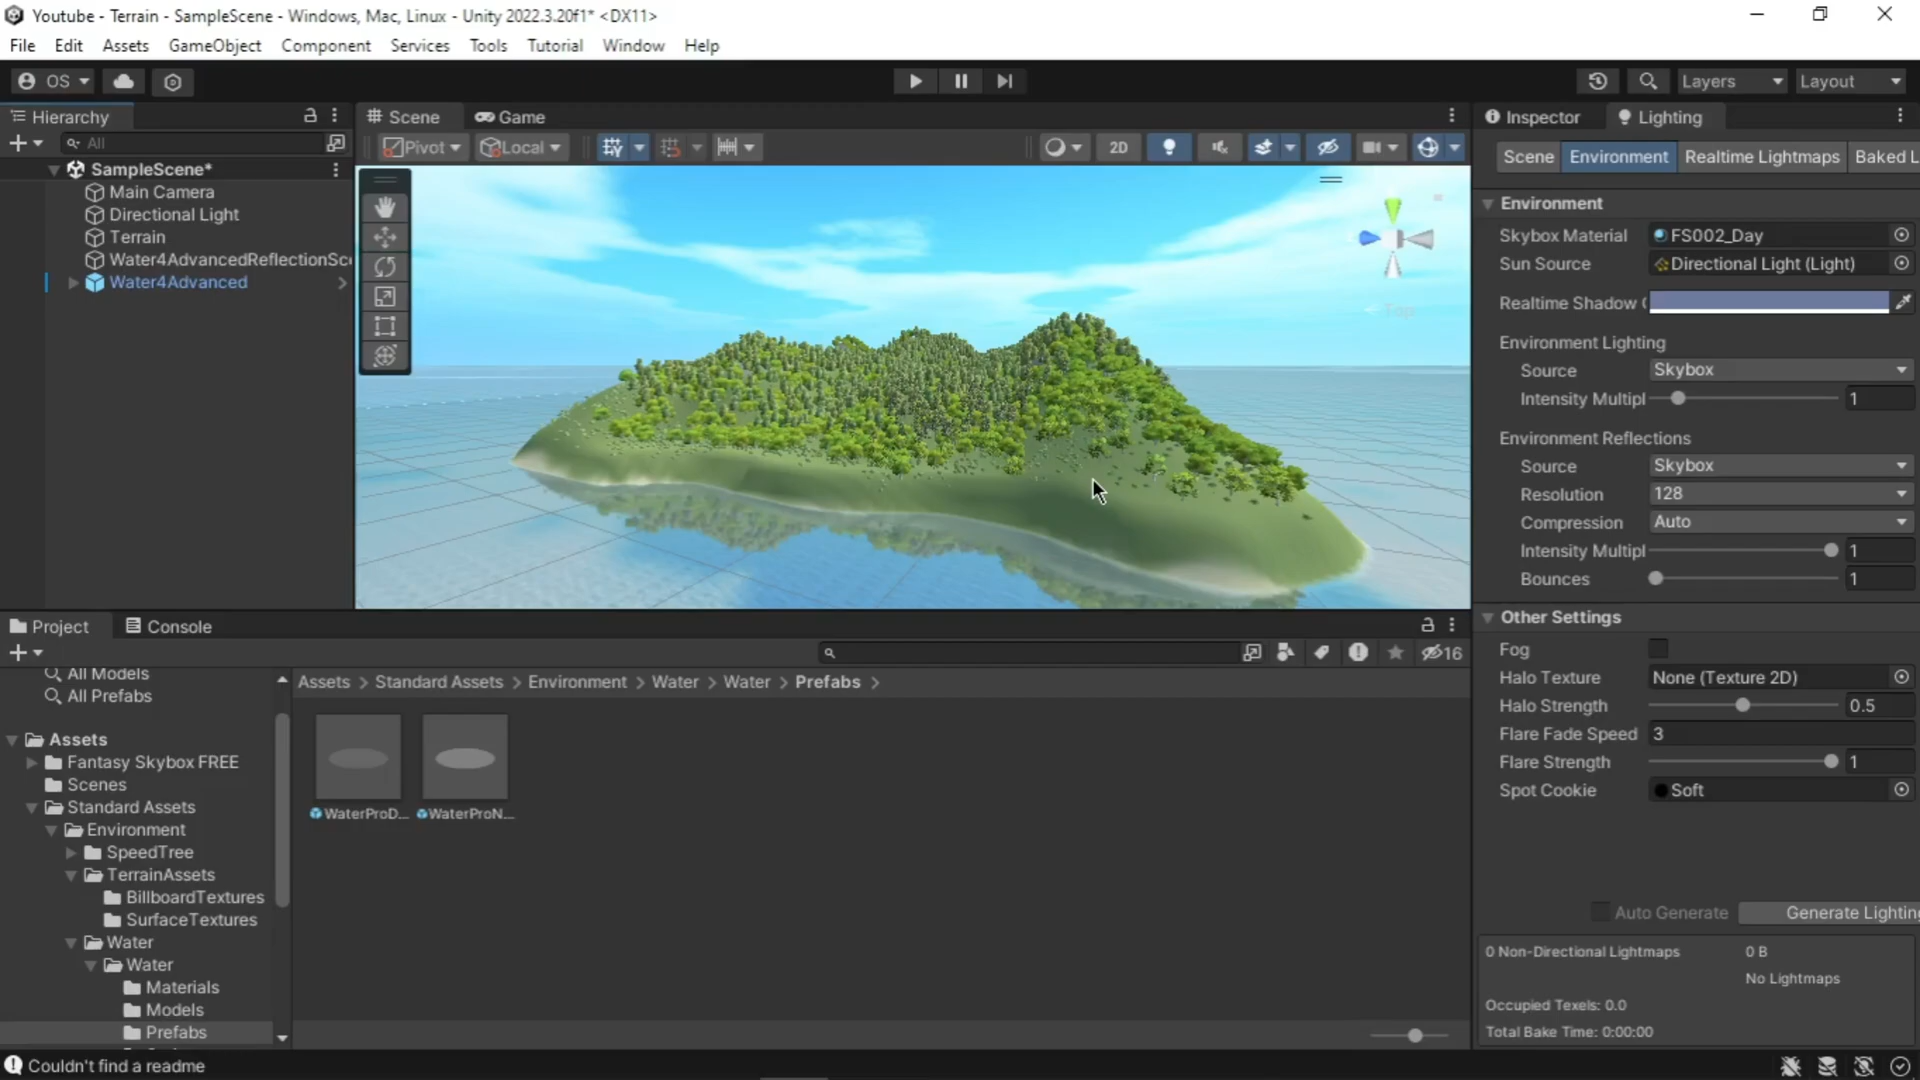 Youtube - Terrain - SampleScene - Windows, Mac, Linux - Unity 2022.3.20f1* <DX11>
File Edit Assets GameObject Component Services Tools Tutorial Window Help
OS Layers Layout
Hierarchy
All
SampleScene*
Main Camera
Directional Light
Terrain
Water4AdvancedReflectionSc
Water4Advanced
Scene Game
Pivot Local 2D
Top
Inspector Lighting
Scene Environment Realtime Lightmaps Baked L
Environment
Skybox Material FS002_Day
Sun Source Directional Light (Light)
Realtime Shadow C
Environment Lighting
Source Skybox
Intensity Multipl 1
Environment Reflections
Source Skybox
Resolution 128
Compression Auto
Intensity Multipl 1
Bounces 1
Other Settings
Fog
Halo Texture None (Texture 2D)
Halo Strength 0.5
Flare Fade Speed 3
Flare Strength 1
Spot Cookie Soft
Auto Generate Generate Lighting
0 Non-Directional Lightmaps 0 B
No Lightmaps
Occupied Texels: 0.0
Total Bake Time: 0:00:00
Project Console
16
All Models
All Prefabs
Assets
Fantasy Skybox FREE
Scenes
Standard Assets
Environment
SpeedTree
TerrainAssets
BillboardTextures
SurfaceTextures
Water
Water
Materials
Models
Prefabs
Assets > Standard Assets > Environment > Water > Water > Prefabs >
WaterProD... WaterProN...
Couldn't find a readme